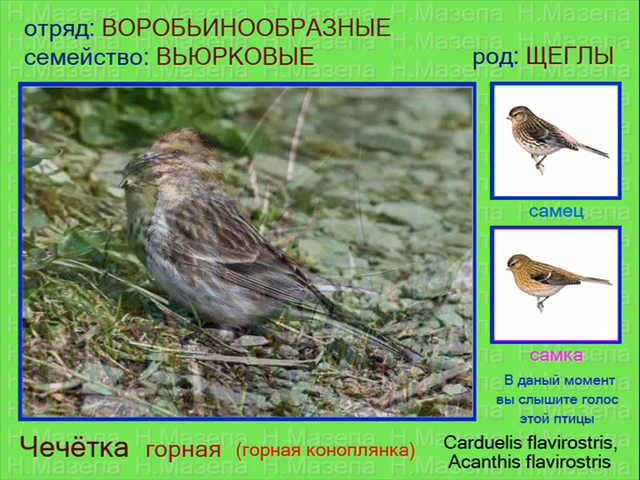 отряд: ВОРОБЬИНООБРАЗНЫЕ
семейство: ВЬЮРКОВЫЕ
род: ЩЕГЛЫ
самец
самка
В даный момент
вы слышите голос
этой птицы
Чечётка горная (горная коноплянка)
Carduelis flavirostris,
Acanthis flavirostris
Н.Мазепа